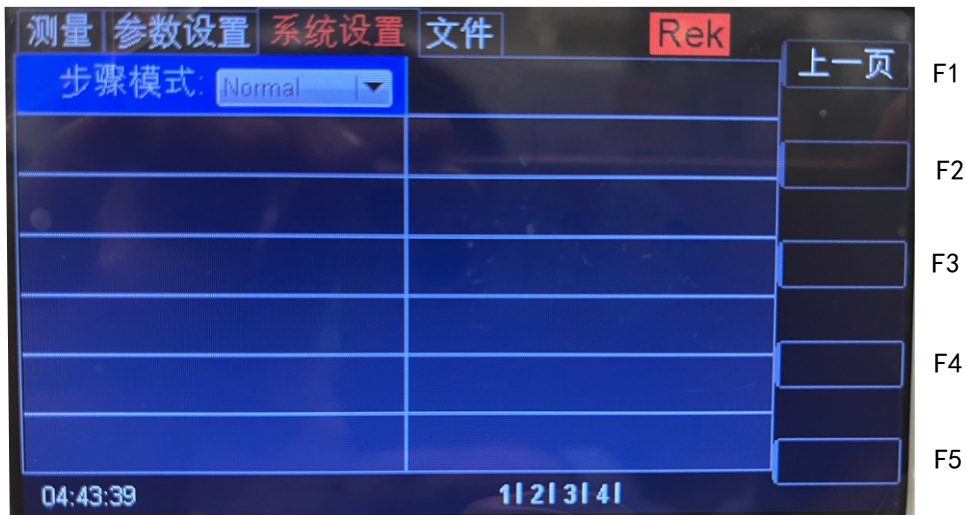 测量 参数设置 系统设置 文件 Rek
上一页 F1
步骤模式: Normal
F2
F3
F4
F5
04:43:39 1| 2| 3| 4|